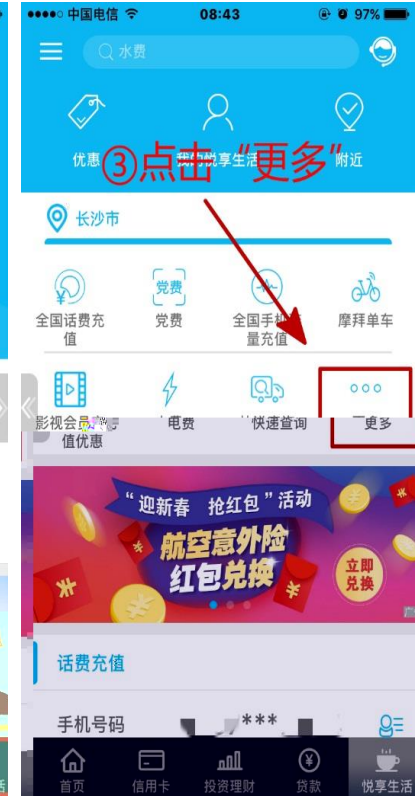 中国电信 08:43 97%
水费
优惠 我的悦享生活 附近
③点击“更多”
长沙市
全国话费充 党费 全国手机 摩拜单车
值 量充值
影视会员 电费 快速查询 更多
值优惠
“迎新春 抢红包”活动
航空意外险
红包兑换
立即
兑换
话费充值
手机号码 ***
首页 信用卡 投资理财 贷款 悦享生活
活